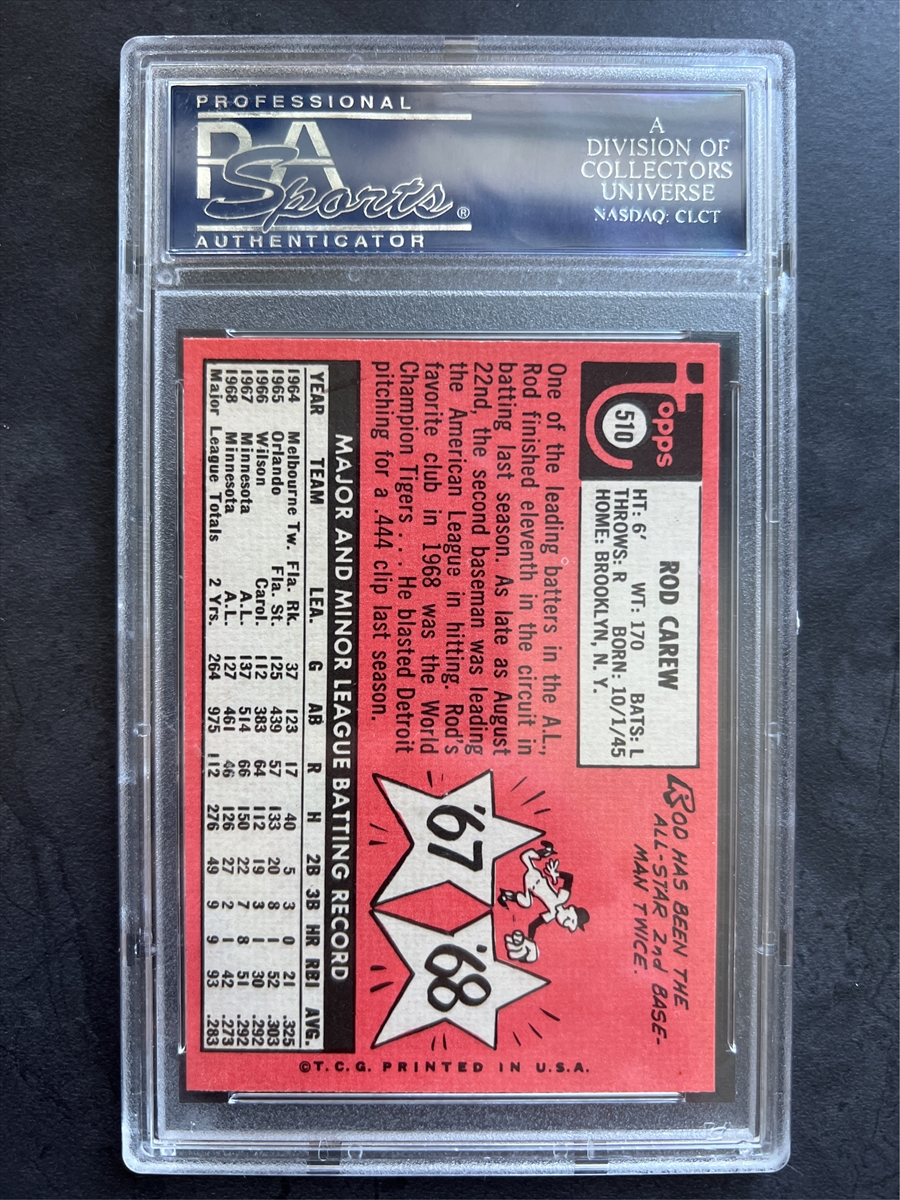 PROFESSIONAL
PSA
Sports®
AUTHENTICATOR
A
DIVISION OF
COLLECTORS
UNIVERSE
NASDAQ: CLCT
Topps
510
ROD CAREW
HT: 6' WT: 170 BATS: L
THROWS: R BORN: 10/1/45
HOME: BROOKLYN, N. Y.
ROD HAS BEEN THE
ALL-STAR 2nd BASE-
MAN TWICE.
One of the leading batters in the A.L.,
Rod finished eleventh in the circuit in
batting last season. As late as August
22nd, the second baseman was leading
the American League in hitting. Rod's
favorite club in 1968 was the World
Champion Tigers . . . He blasted Detroit
pitching for a .444 clip last season.
'67
'68
MAJOR AND MINOR LEAGUE BATTING RECORD
YEAR TEAM LEA. G AB R H 2B 3B HR RBI AVG.
1964 Melbourne Tw. Fla. Rk. 37 123 17 40 5 3 0 21 .325
1965 Orlando Fla. St. 125 439 57 133 20 8 1 52 .303
1966 Wilson Carol. 112 383 64 112 19 3 1 30 .292
1967 Minnesota A.L. 137 514 66 150 22 7 8 51 .292
1968 Minnesota A.L. 127 461 46 126 27 2 1 42 .273
Major League Totals 2 Yrs. 264 975 112 276 49 9 9 93 .283
©T.C.G. PRINTED IN U.S.A.